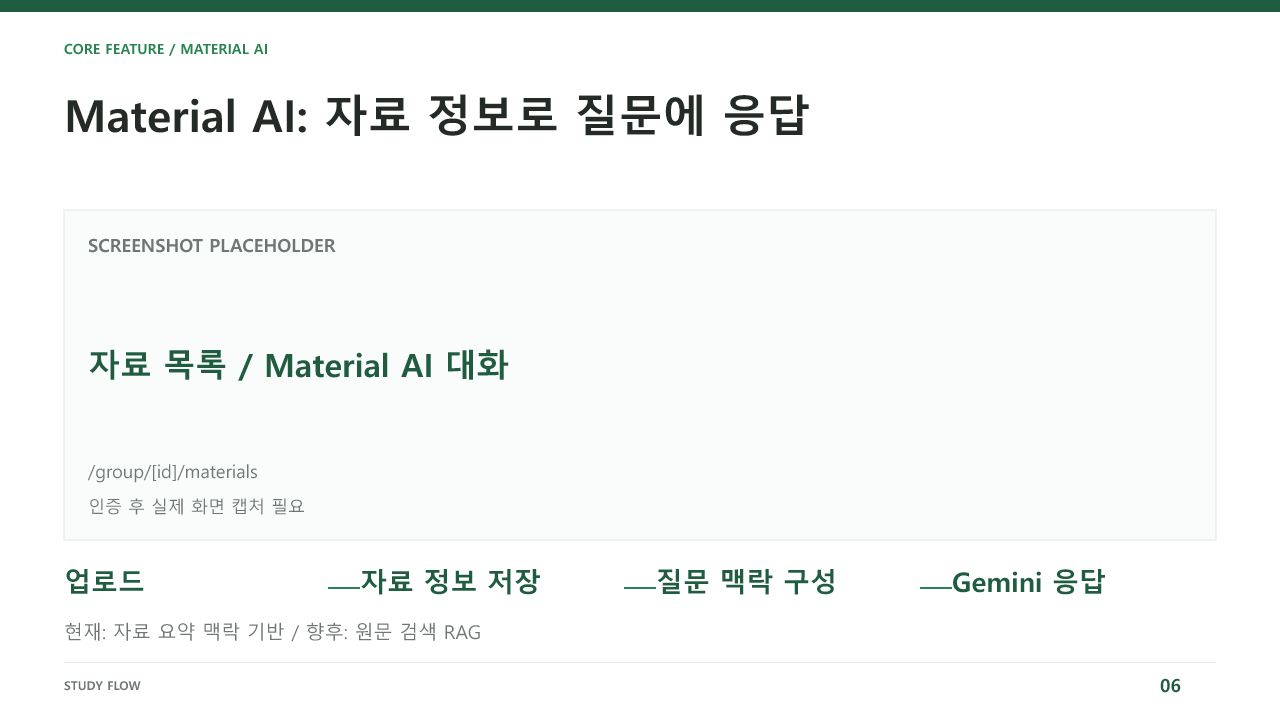 CORE FEATURE / MATERIAL AI
Material AI: 자료 정보로 질문에 응답
SCREENSHOT PLACEHOLDER
자료 목록 / Material AI 대화
/group/[id]/materials
인증 후 실제 화면 캡처 필요
업로드 자료 정보 저장 질문 맥락 구성 Gemini 응답
현재: 자료 요약 맥락 기반 / 향후: 원문 검색 RAG
STUDY FLOW
06